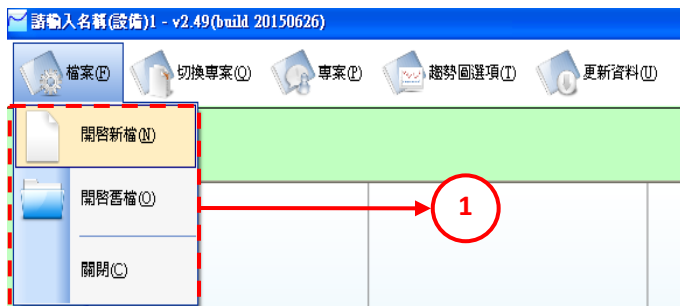 請輸入名稱(設備)1 - v2.49(build 20150626)
檔案(F) 切換專案(O) 專案(P) 趨勢圖選項(T) 更新資料(U)
開啓新檔(N)
開啓舊檔(O)
1
關閉(C)